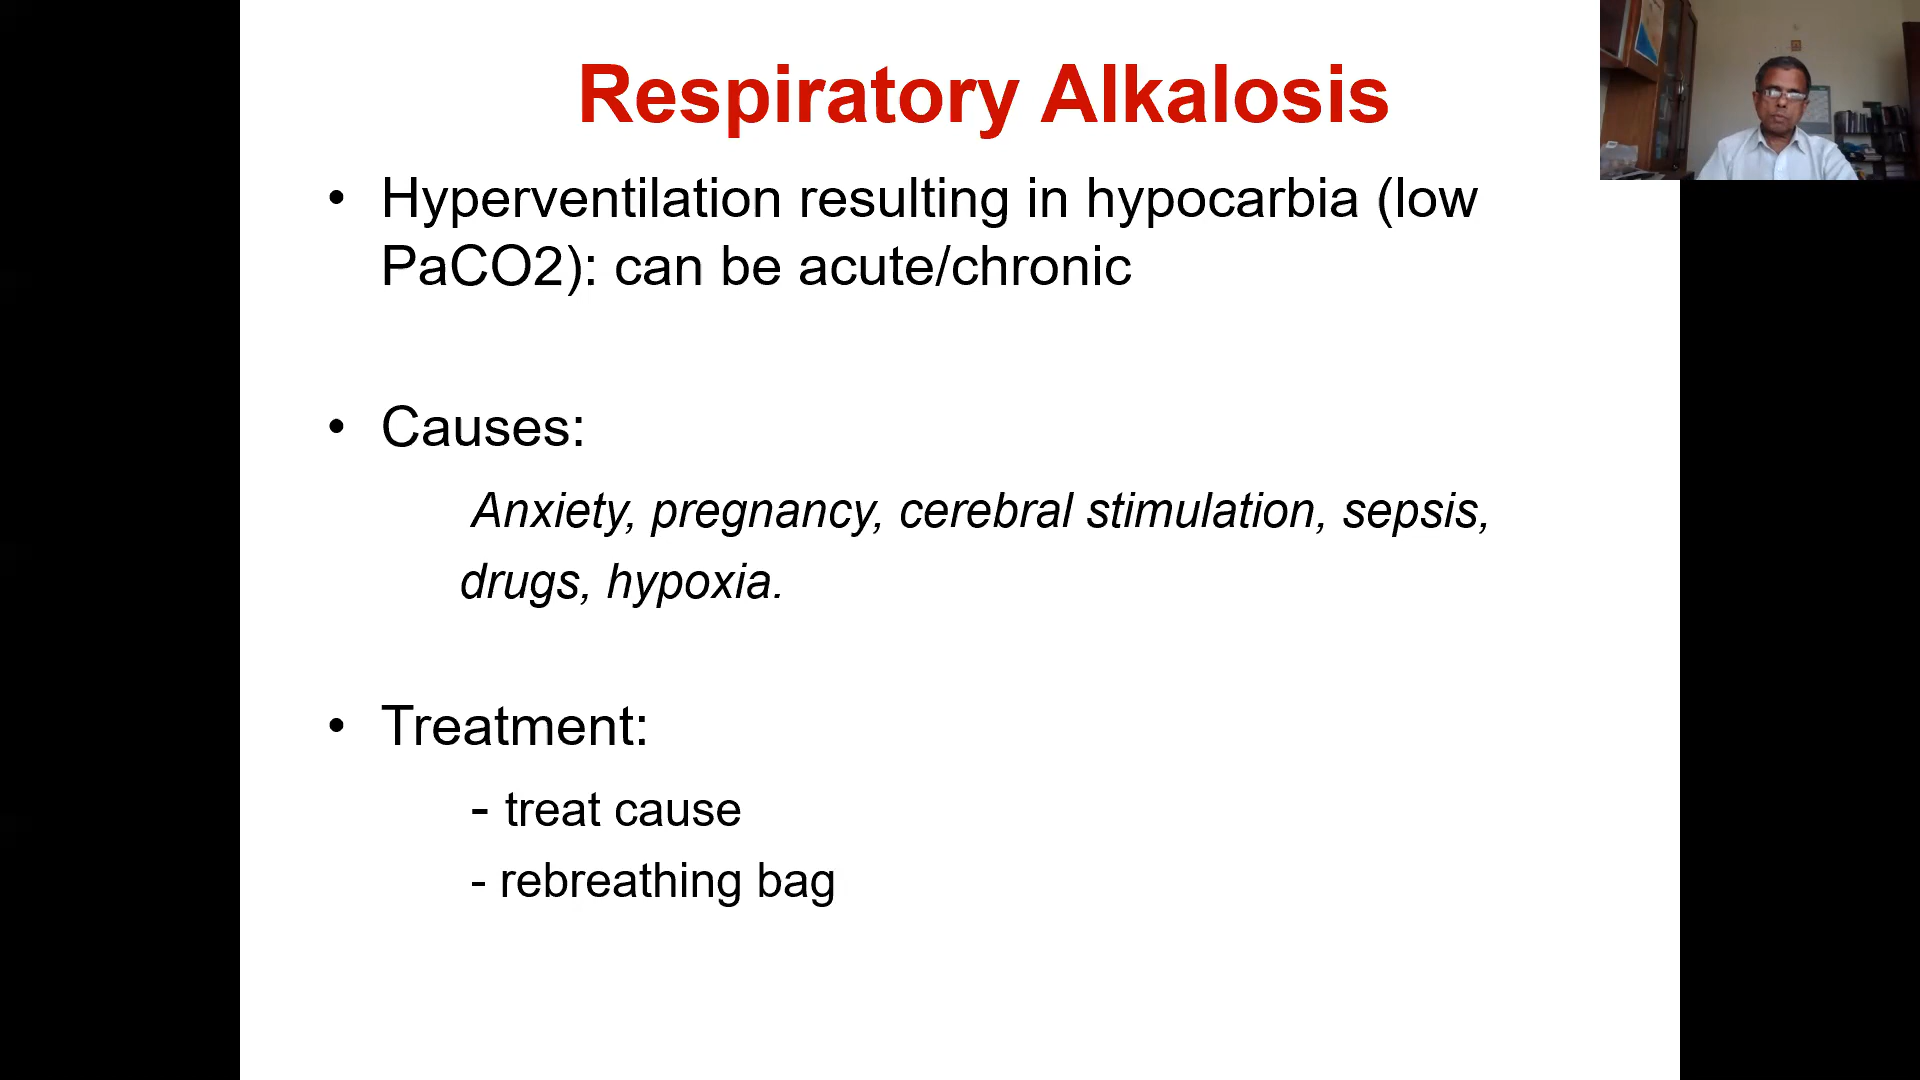 Respiratory Alkalosis
• Hyperventilation resulting in hypocarbia (low
PaCO2): can be acute/chronic
• Causes:
Anxiety, pregnancy, cerebral stimulation, sepsis,
drugs, hypoxia.
• Treatment:
- treat cause
- rebreathing bag